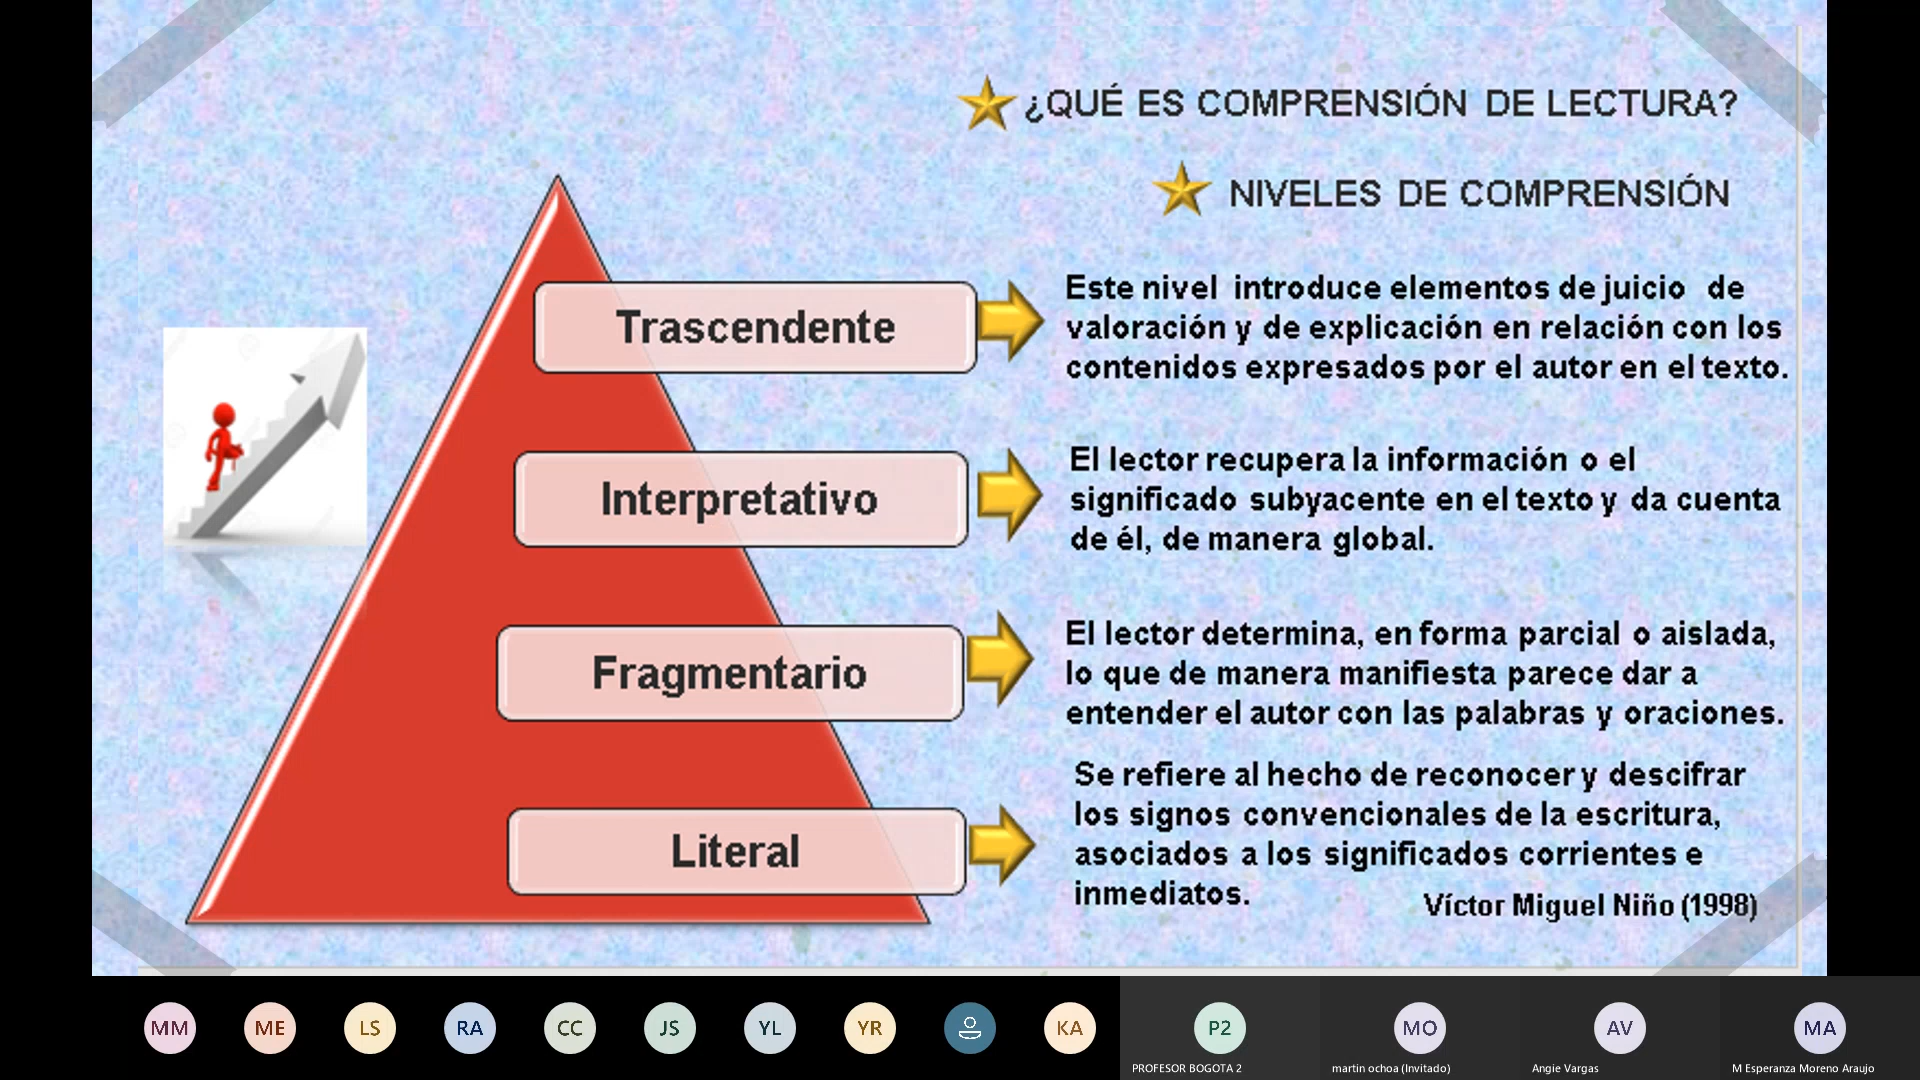 ¿QUÉ ES COMPRENSIÓN DE LECTURA?
NIVELES DE COMPRENSIÓN
Trascendente
Este nivel introduce elementos de juicio de
valoración y de explicación en relación con los
contenidos expresados por el autor en el texto.
Interpretativo
El lector recupera la información o el
significado subyacente en el texto y da cuenta
de él, de manera global.
Fragmentario
El lector determina, en forma parcial o aislada,
lo que de manera manifiesta parece dar a
entender el autor con las palabras y oraciones.
Literal
Se refiere al hecho de reconocer y descifrar
los signos convencionales de la escritura,
asociados a los significados corrientes e
inmediatos.
Víctor Miguel Niño (1998)
MM ME LS RA CC JS YL YR KA P2 MO AV MA
PROFESOR BOGOTA 2 martin ochoa (Invitado) Angie Vargas M Esperanza Moreno Araujo